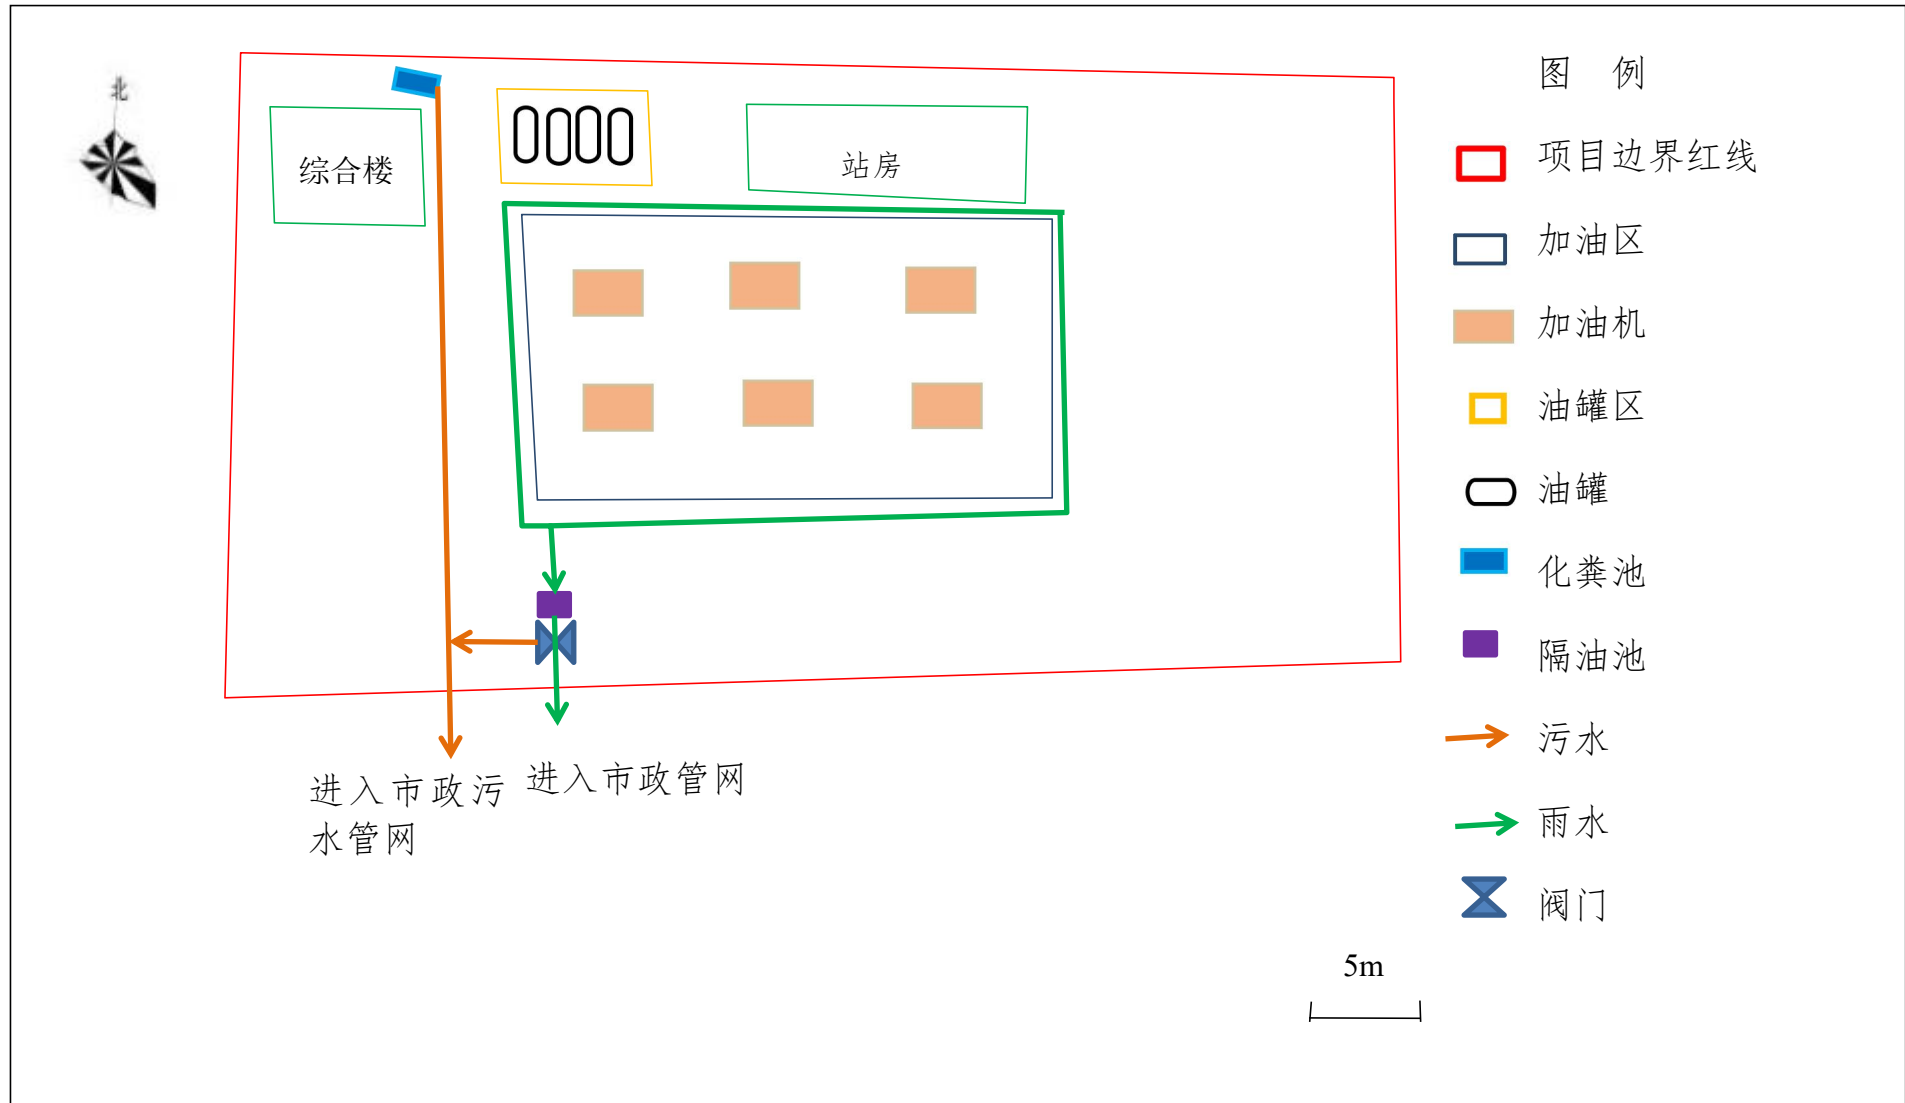 北
综合楼
站房
进入市政污
水管网
进入市政管网
图 例
项目边界红线
加油区
加油机
油罐区
油罐
化粪池
隔油池
污水
雨水
阀门
5m